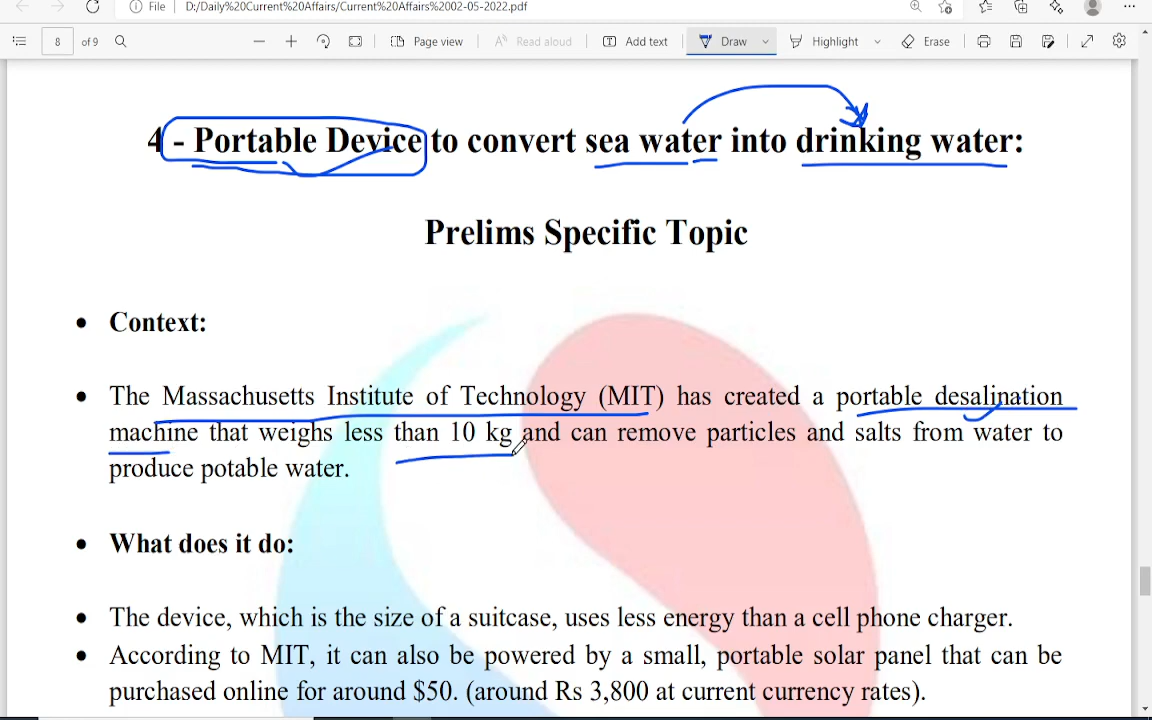 File
D:/Daily%20Current%20Affairs/Current%20Affairs%2002-05-2022.pdf
8 of 9
Page view
Read aloud
Add text
Draw
Highlight
Erase
4 - Portable Device to convert sea water into drinking water:
Prelims Specific Topic
• Context:
• The Massachusetts Institute of Technology (MIT) has created a portable desalination
machine that weighs less than 10 kg and can remove particles and salts from water to
produce potable water.
• What does it do:
• The device, which is the size of a suitcase, uses less energy than a cell phone charger.
• According to MIT, it can also be powered by a small, portable solar panel that can be
purchased online for around $50. (around Rs 3,800 at current currency rates).